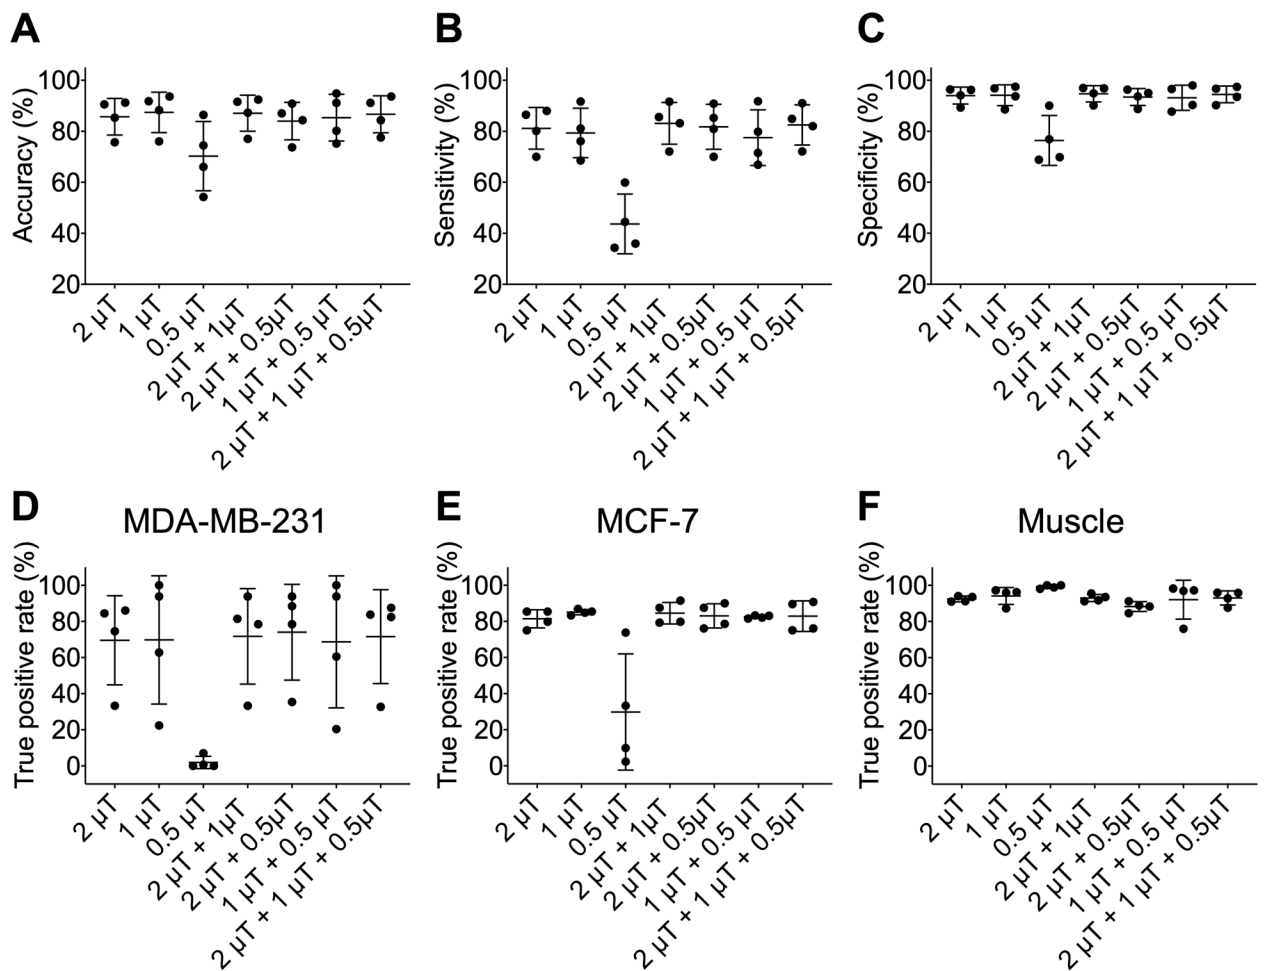 A
B
C
Accuracy (%)
100
80
60
40
20
2 µT
1 µT
0.5 µT
2 µT + 1µT
2 µT + 0.5µT
1 µT + 0.5 µT
2 µT + 1 µT + 0.5µT
Sensitivity (%)
100
80
60
40
20
2 µT
1 µT
0.5 µT
2 µT + 1µT
2 µT + 0.5µT
1 µT + 0.5 µT
2 µT + 1 µT + 0.5µT
Specificity (%)
100
80
60
40
20
2 µT
1 µT
0.5 µT
2 µT + 1µT
2 µT + 0.5µT
1 µT + 0.5 µT
2 µT + 1 µT + 0.5µT
D
MDA-MB-231
True positive rate (%)
100
80
60
40
20
0
2 µT
1 µT
0.5 µT
2 µT + 1µT
2 µT + 0.5µT
1 µT + 0.5 µT
2 µT + 1 µT + 0.5µT
E
MCF-7
True positive rate (%)
100
80
60
40
20
0
2 µT
1 µT
0.5 µT
2 µT + 1µT
2 µT + 0.5µT
1 µT + 0.5 µT
2 µT + 1 µT + 0.5µT
F
Muscle
True positive rate (%)
100
80
60
40
20
0
2 µT
1 µT
0.5 µT
2 µT + 1µT
2 µT + 0.5µT
1 µT + 0.5 µT
2 µT + 1 µT + 0.5µT